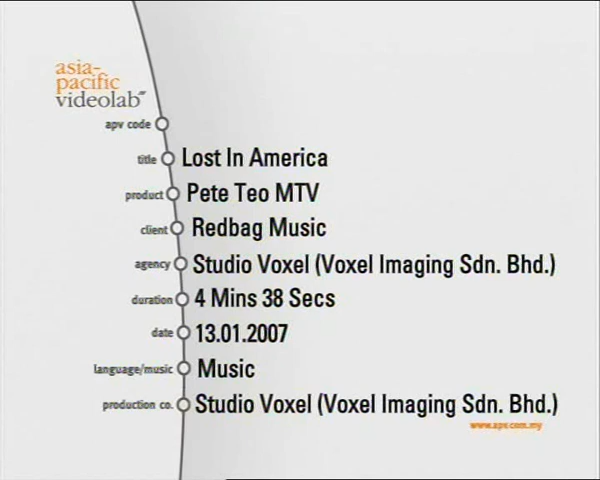 asia-
pacific
videolab
apv code
title Lost In America
product Pete Teo MTV
client Redbag Music
agency Studio Voxel (Voxel Imaging Sdn. Bhd.)
duration 4 Mins 38 Secs
date 13.01.2007
language/music Music
production co. Studio Voxel (Voxel Imaging Sdn. Bhd.)
www.apv.com.my